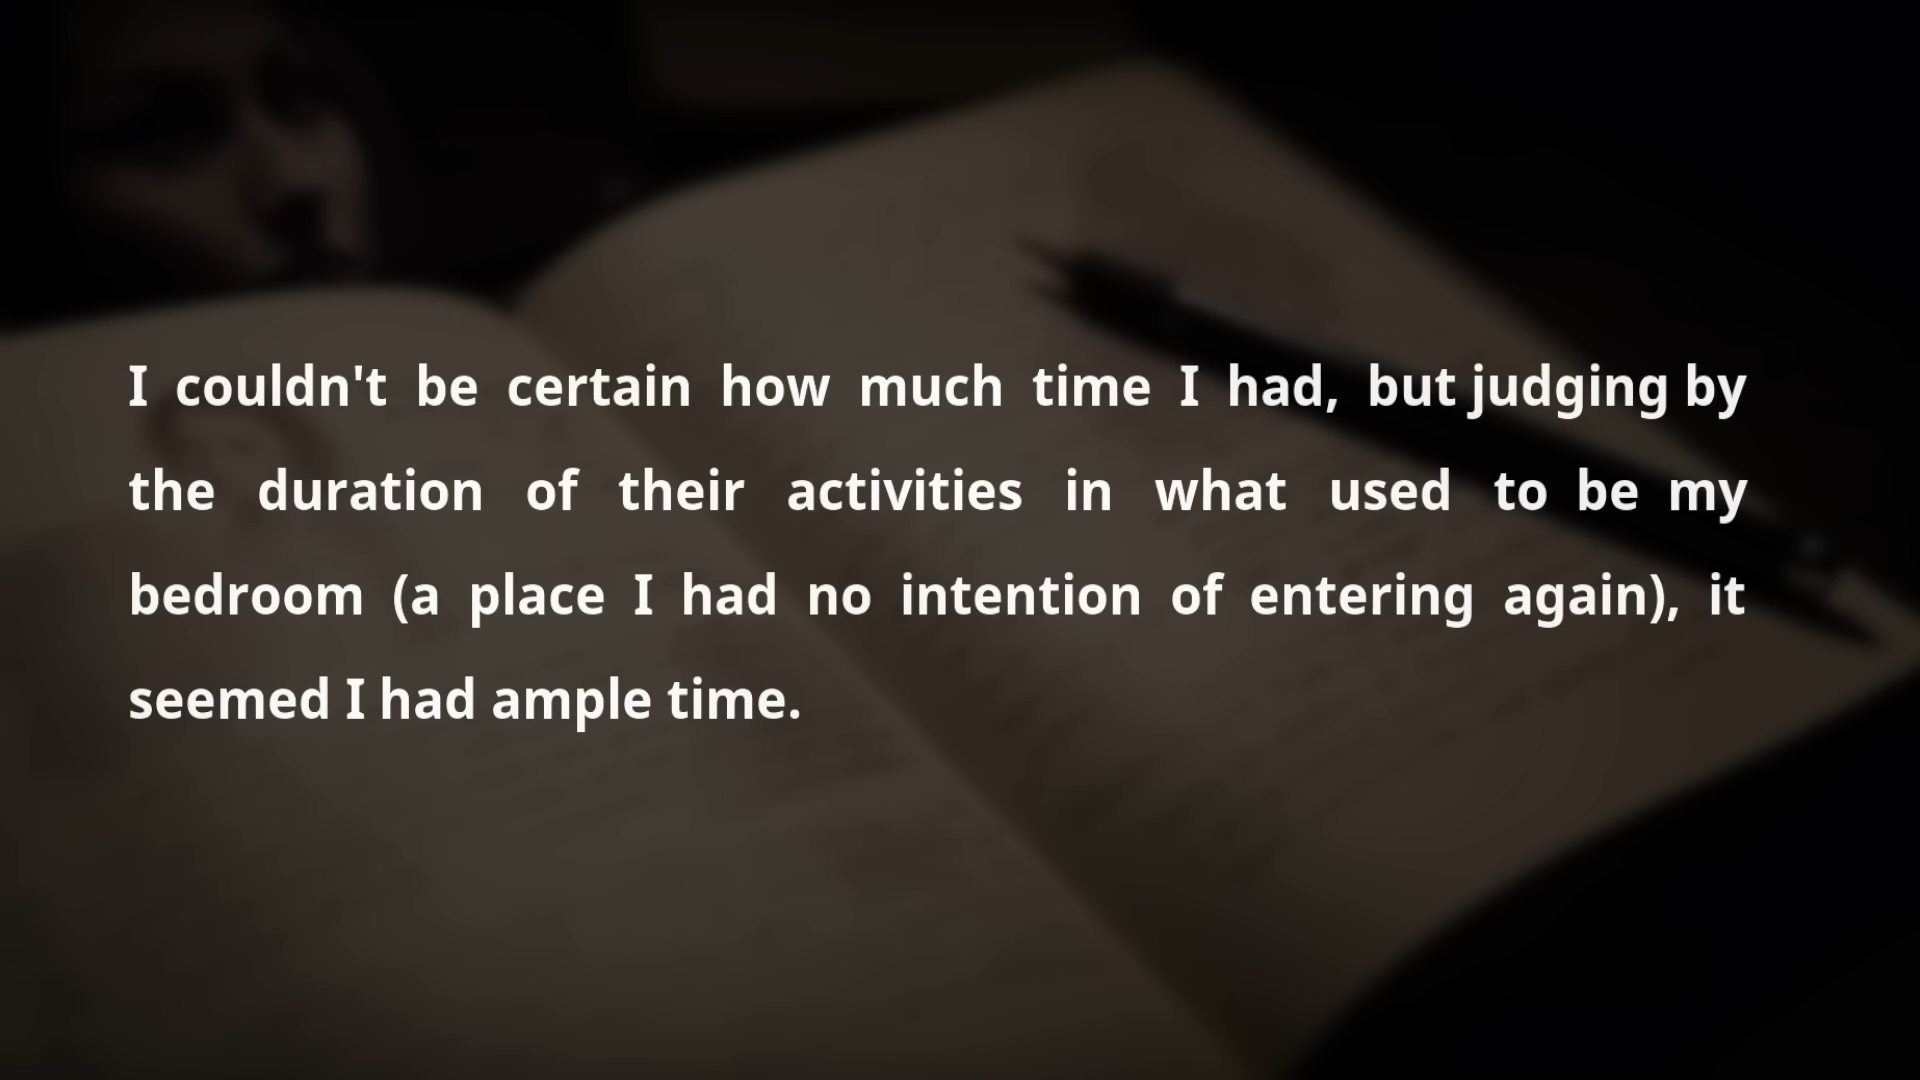 I couldn't be certain how much time I had, but judging by
the duration of their activities in what used to be my
bedroom (a place I had no intention of entering again), it
seemed I had ample time.